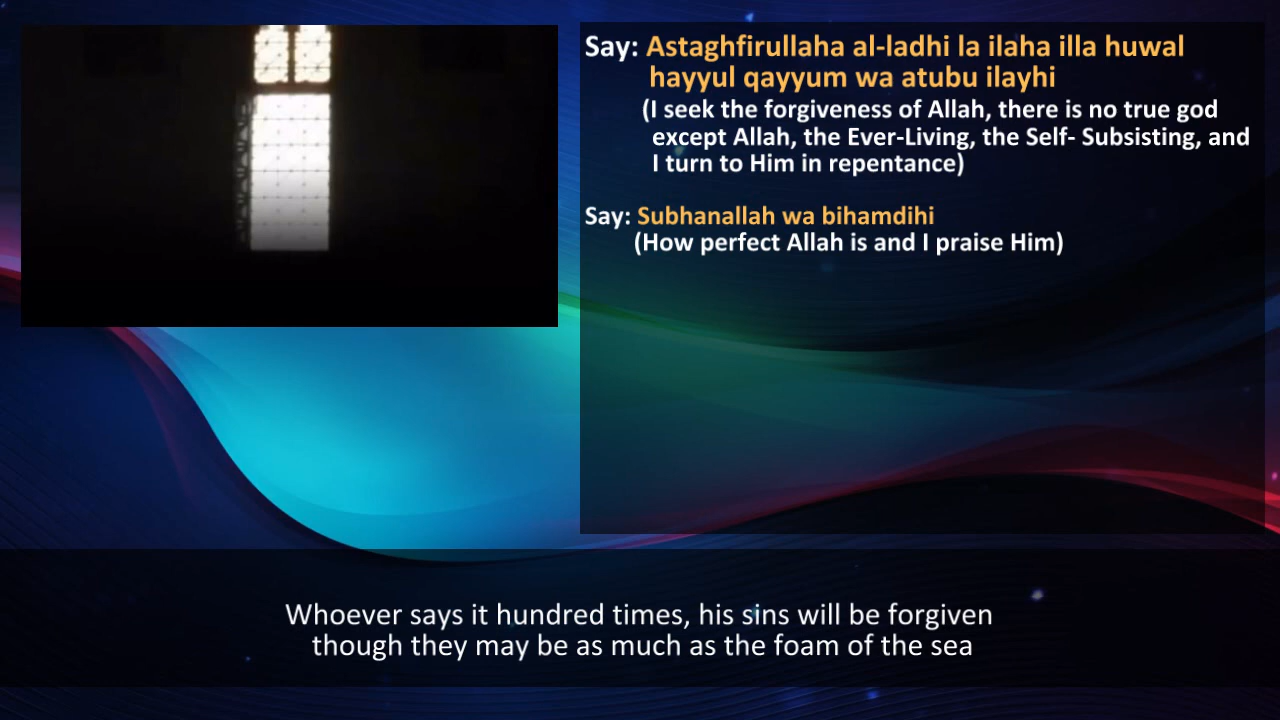 Say: Astaghfirullaha al-ladhi la ilaha illa huwal
hayyul qayyum wa atubu ilayhi
(I seek the forgiveness of Allah, there is no true god
except Allah, the Ever-Living, the Self- Subsisting, and
I turn to Him in repentance)
Say: Subhanallah wa bihamdihi
(How perfect Allah is and I praise Him)
Whoever says it hundred times, his sins will be forgiven
though they may be as much as the foam of the sea